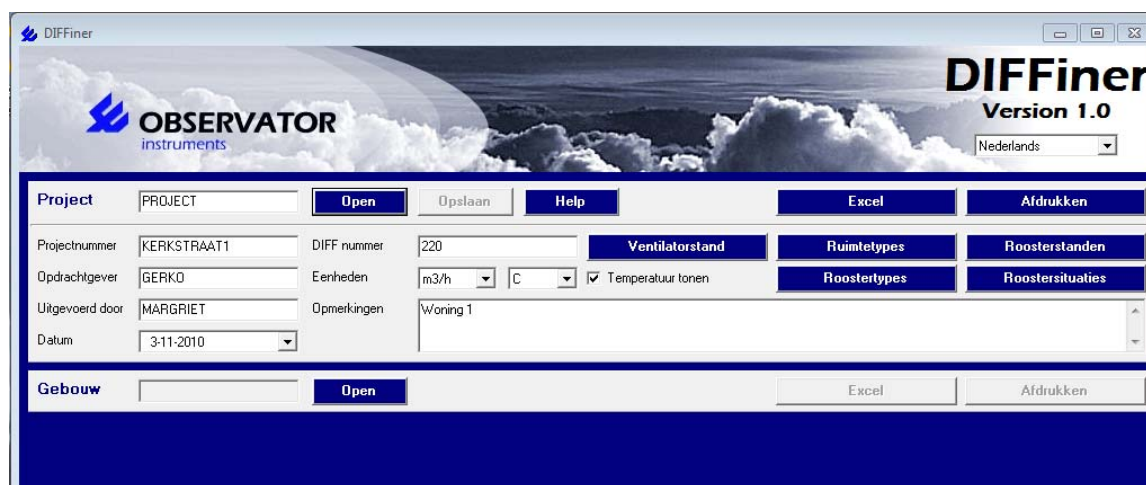 DIFFiner
DIFFiner
Version 1.0
OBSERVATOR
instruments
Nederlands
Project PROJECT Open Opslaan Help Excel Afdrukken
Projectnummer KERKSTRAAT1 DIFF nummer 220 Ventilatorstand Ruimtetypes Roosterstanden
Opdrachtgever GERKO Eenheden m3/h C Temperatuur tonen Roostertypes Roostersituaties
Uitgevoerd door MARGRIET Opmerkingen Woning 1
Datum 3-11-2010
Gebouw Open Excel Afdrukken